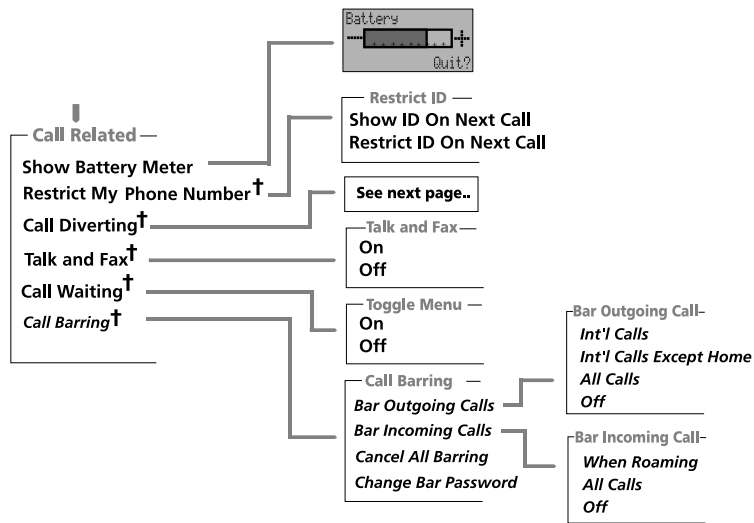 Battery
Quit?
Restrict ID
Show ID On Next Call
Restrict ID On Next Call
Call Related
Show Battery Meter
Restrict My Phone Number†
Call Diverting†
Talk and Fax†
Call Waiting†
Call Barring†
See next page..
Talk and Fax
On
Off
Toggle Menu
On
Off
Call Barring
Bar Outgoing Calls
Bar Incoming Calls
Cancel All Barring
Change Bar Password
Bar Outgoing Call
Int'l Calls
Int'l Calls Except Home
All Calls
Off
Bar Incoming Call
When Roaming
All Calls
Off